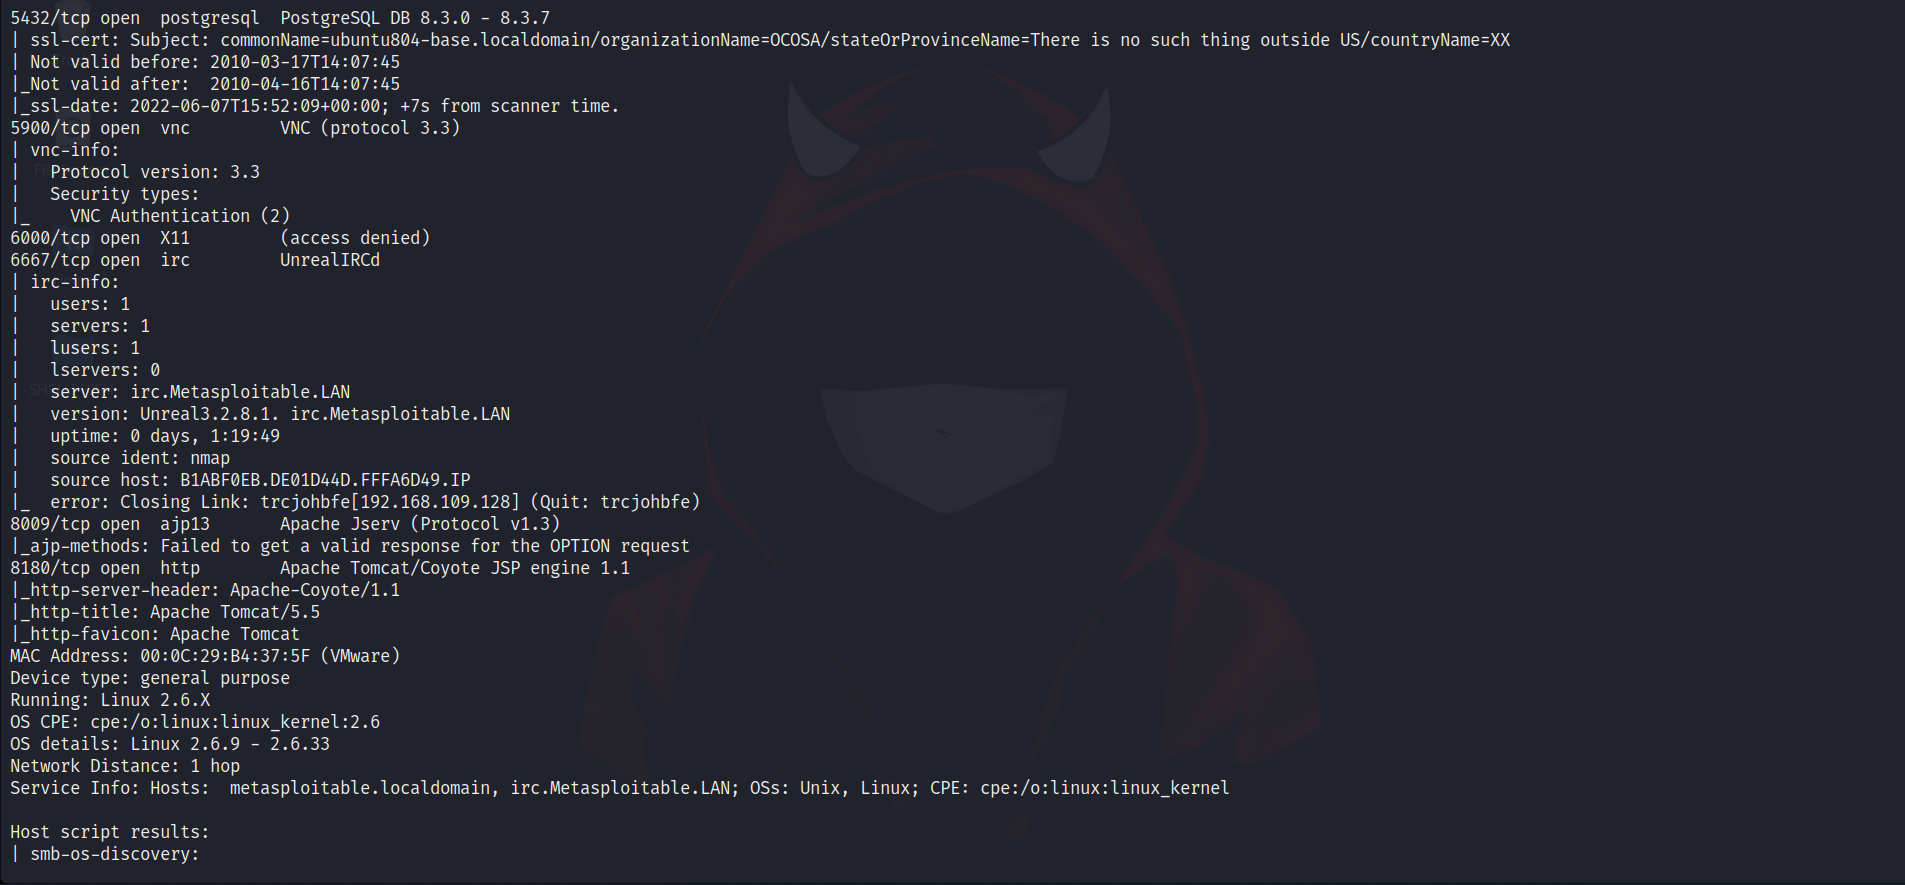 5432/tcp open  postgresql  PostgreSQL DB 8.3.0 - 8.3.7
| ssl-cert: Subject: commonName=ubuntu804-base.localdomain/organizationName=OCOSA/stateOrProvinceName=There is no such thing outside US/countryName=XX
| Not valid before: 2010-03-17T14:07:45
|_Not valid after:  2010-04-16T14:07:45
|_ssl-date: 2022-06-07T15:52:09+00:00; +7s from scanner time.
5900/tcp open  vnc         VNC (protocol 3.3)
| vnc-info:
|   Protocol version: 3.3
|   Security types:
|_    VNC Authentication (2)
6000/tcp open  X11         (access denied)
6667/tcp open  irc         UnrealIRCd
| irc-info:
|   users: 1
|   servers: 1
|   lusers: 1
|   lservers: 0
|   server: irc.Metasploitable.LAN
|   version: Unreal3.2.8.1. irc.Metasploitable.LAN
|   uptime: 0 days, 1:19:49
|   source ident: nmap
|   source host: B1ABF0EB.DE01D44D.FFFA6D49.IP
|_  error: Closing Link: trcjohbfe[192.168.109.128] (Quit: trcjohbfe)
8009/tcp open  ajp13       Apache Jserv (Protocol v1.3)
|_ajp-methods: Failed to get a valid response for the OPTION request
8180/tcp open  http        Apache Tomcat/Coyote JSP engine 1.1
|_http-server-header: Apache-Coyote/1.1
|_http-title: Apache Tomcat/5.5
|_http-favicon: Apache Tomcat
MAC Address: 00:0C:29:B4:37:5F (VMware)
Device type: general purpose
Running: Linux 2.6.X
OS CPE: cpe:/o:linux:linux_kernel:2.6
OS details: Linux 2.6.9 - 2.6.33
Network Distance: 1 hop
Service Info: Hosts:  metasploitable.localdomain, irc.Metasploitable.LAN; OSs: Unix, Linux; CPE: cpe:/o:linux:linux_kernel
Host script results:
| smb-os-discovery: